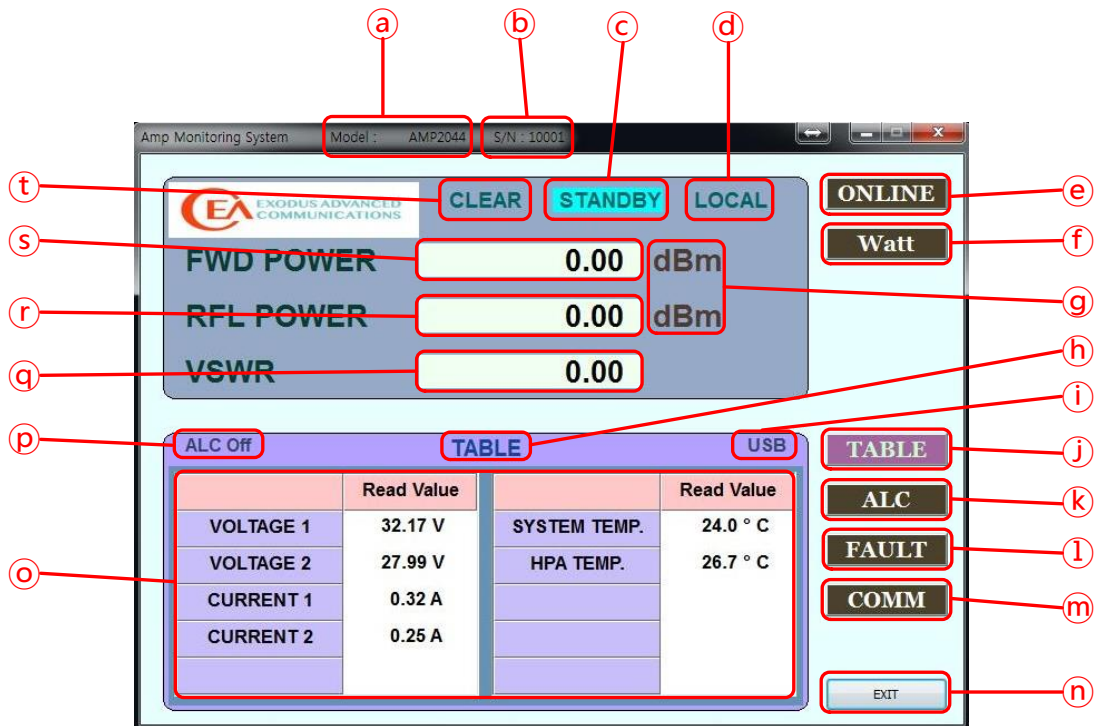 ⓐ ⓑ ⓒ ⓓ
Amp Monitoring System Model : AMP2044 S/N : 10001
ⓣ CEA EXODUS ADVANCED COMMUNICATIONS CLEAR STANDBY LOCAL ONLINE ⓔ
ⓢ FWD POWER 0.00 dBm Watt ⓕ
ⓡ RFL POWER 0.00 dBm ⓖ
ⓠ VSWR 0.00 ⓗ
ⓘ
ⓟ ALC Off TABLE USB TABLE ⓙ
Read Value Read Value ALC ⓚ
VOLTAGE 1 32.17 V SYSTEM TEMP. 24.0 ° C
ⓞ VOLTAGE 2 27.99 V HPA TEMP. 26.7 ° C FAULT ⓛ
CURRENT 1 0.32 A COMM ⓜ
CURRENT 2 0.25 A
EXIT ⓝ